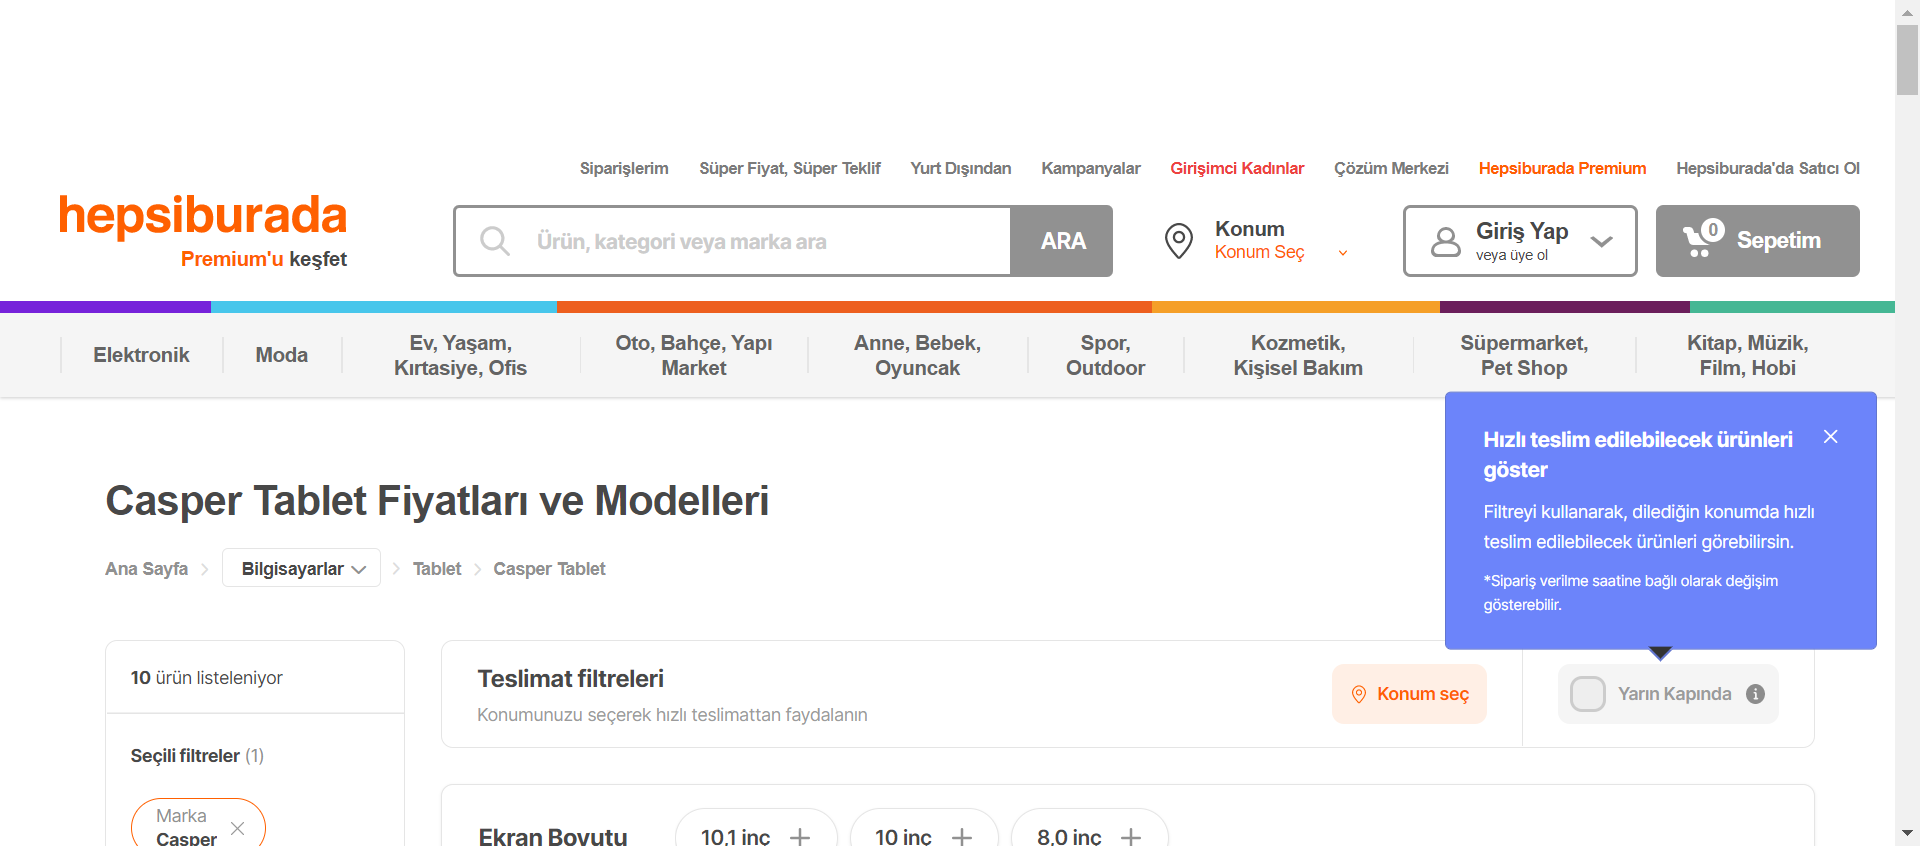 Siparişlerim
Süper Fiyat, Süper Teklif
Yurt Dışından
Kampanyalar
Girişimci Kadınlar
Çözüm Merkezi
Hepsiburada Premium
Hepsiburada'da Satıcı Ol
hepsiburada
Premium'u keşfet
Ürün, kategori veya marka ara
ARA
Konum
Konum Seç
Giriş Yap
veya üye ol
0
Sepetim
Elektronik
Moda
Ev, Yaşam,
Kırtasiye, Ofis
Oto, Bahçe, Yapı
Market
Anne, Bebek,
Oyuncak
Spor,
Outdoor
Kozmetik,
Kişisel Bakım
Süpermarket,
Pet Shop
Kitap, Müzik,
Film, Hobi
Hızlı teslim edilebilecek ürünleri
göster
Filtreyi kullanarak, dilediğin konumda hızlı
teslim edilebilecek ürünleri görebilirsin.
*Sipariş verilme saatine bağlı olarak değişim
gösterebilir.
Casper Tablet Fiyatları ve Modelleri
Ana Sayfa
Bilgisayarlar
Tablet
Casper Tablet
10 ürün listeleniyor
Seçili filtreler (1)
Marka
Casper
Teslimat filtreleri
Konumunuzu seçerek hızlı teslimattan faydalanın
Konum seç
Yarın Kapında
Ekran Boyutu
10,1 inç
10 inç
8,0 inç